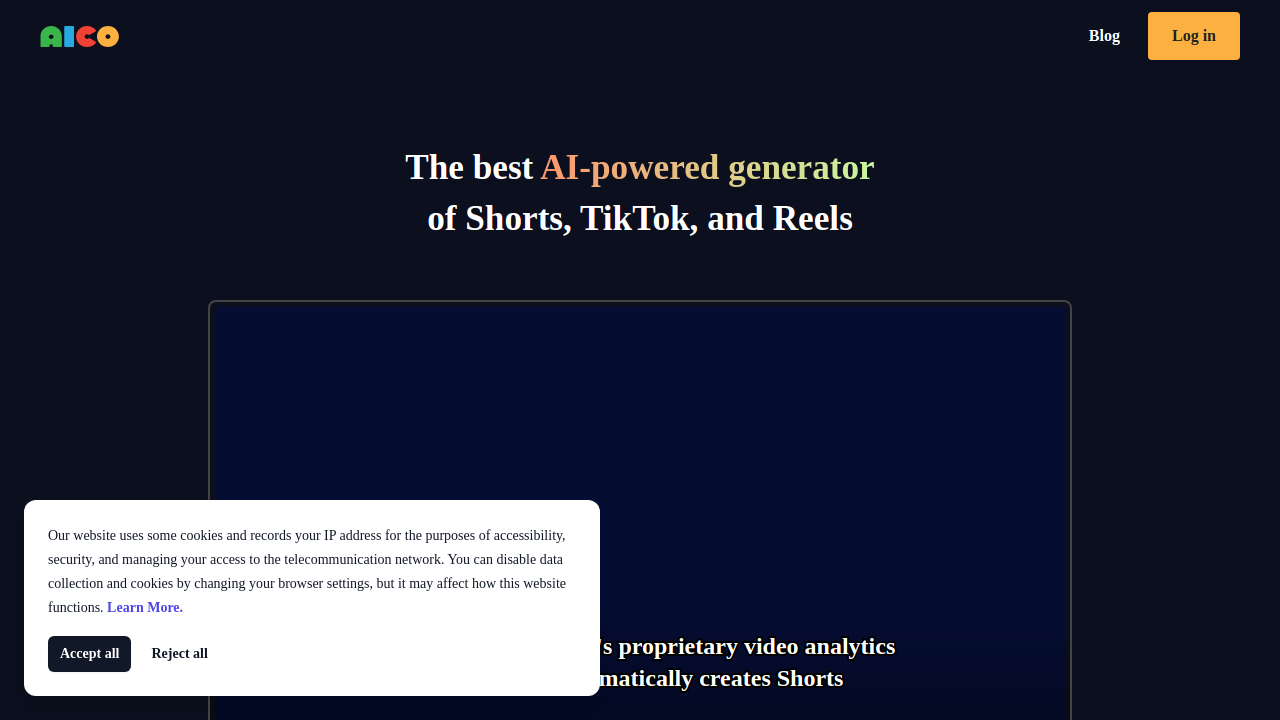 AICO
Blog
Log in
The best AI-powered generator
of Shorts, TikTok, and Reels
Our website uses some cookies and records your IP address for the purposes of accessibility,
security, and managing your access to the telecommunication network. You can disable data
collection and cookies by changing your browser settings, but it may affect how this website
functions. Learn More.
Accept all
Reject all
's proprietary video analytics
creates Shorts